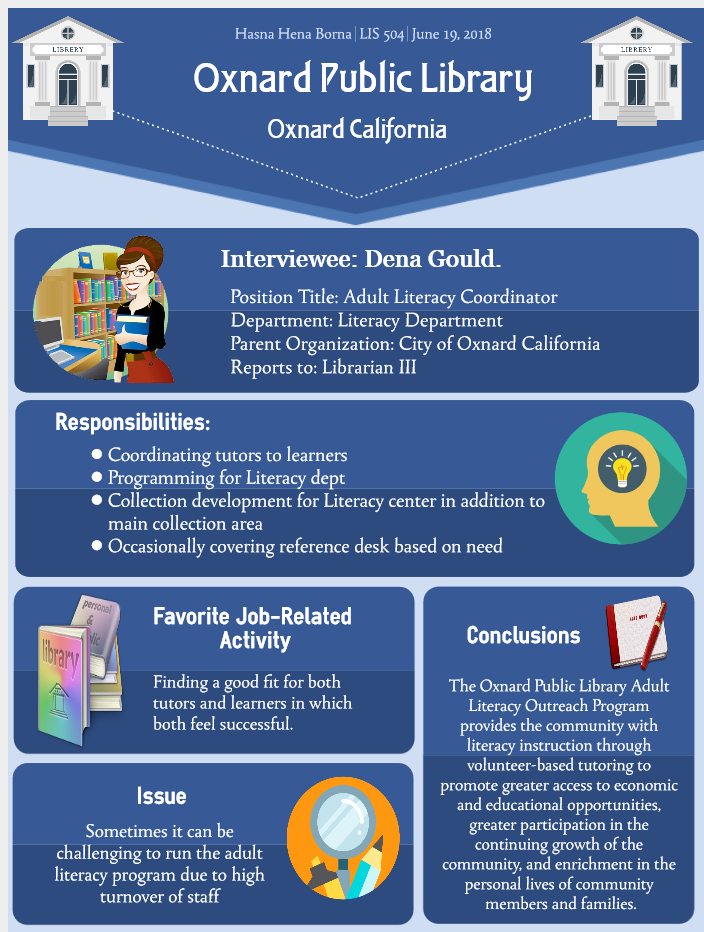 Hasna Hena Borna| LIS 504| June 19, 2018
LIBRERY
LIBRERY
Oxnard Public Library
Oxnard California
Interviewee: Dena Gould.
Position Title: Adult Literacy Coordinator
Department: Literacy Department
Parent Organization: City of Oxnard California
Reports to: Librarian III
Responsibilities:
● Coordinating tutors to learners
● Programming for Literacy dept
● Collection development for Literacy center in addition to
main collection area
● Occasionally covering reference desk based on need
personal
&
library
Favorite Job-Related
Activity
Finding a good fit for both
tutors and learners in which
both feel successful.
Issue
Sometimes it can be
challenging to run the adult
literacy program due to high
turnover of staff
Conclusions
The Oxnard Public Library Adult
Literacy Outreach Program
provides the community with
literacy instruction through
volunteer-based tutoring to
promote greater access to economic
and educational opportunities,
greater participation in the
continuing growth of the
community, and enrichment in the
personal lives of community
members and families.